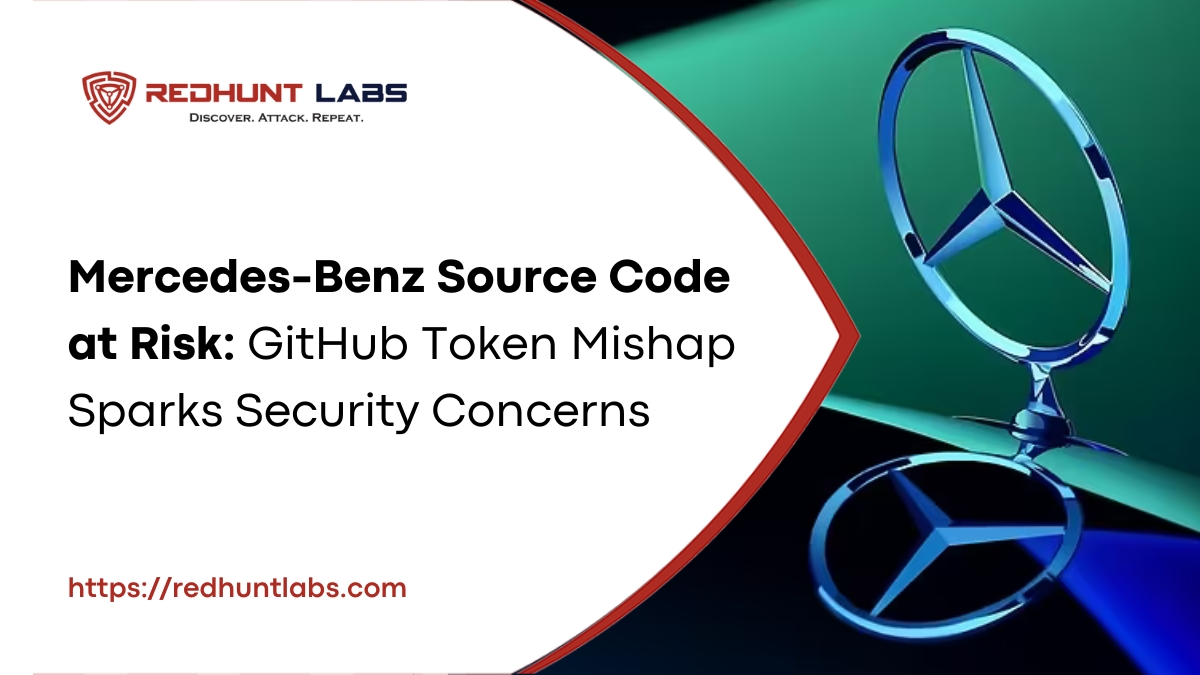 REDHUNT LABS
DISCOVER. ATTACK. REPEAT.
Mercedes-Benz Source Code
at Risk: GitHub Token Mishap
Sparks Security Concerns
https://redhuntlabs.com